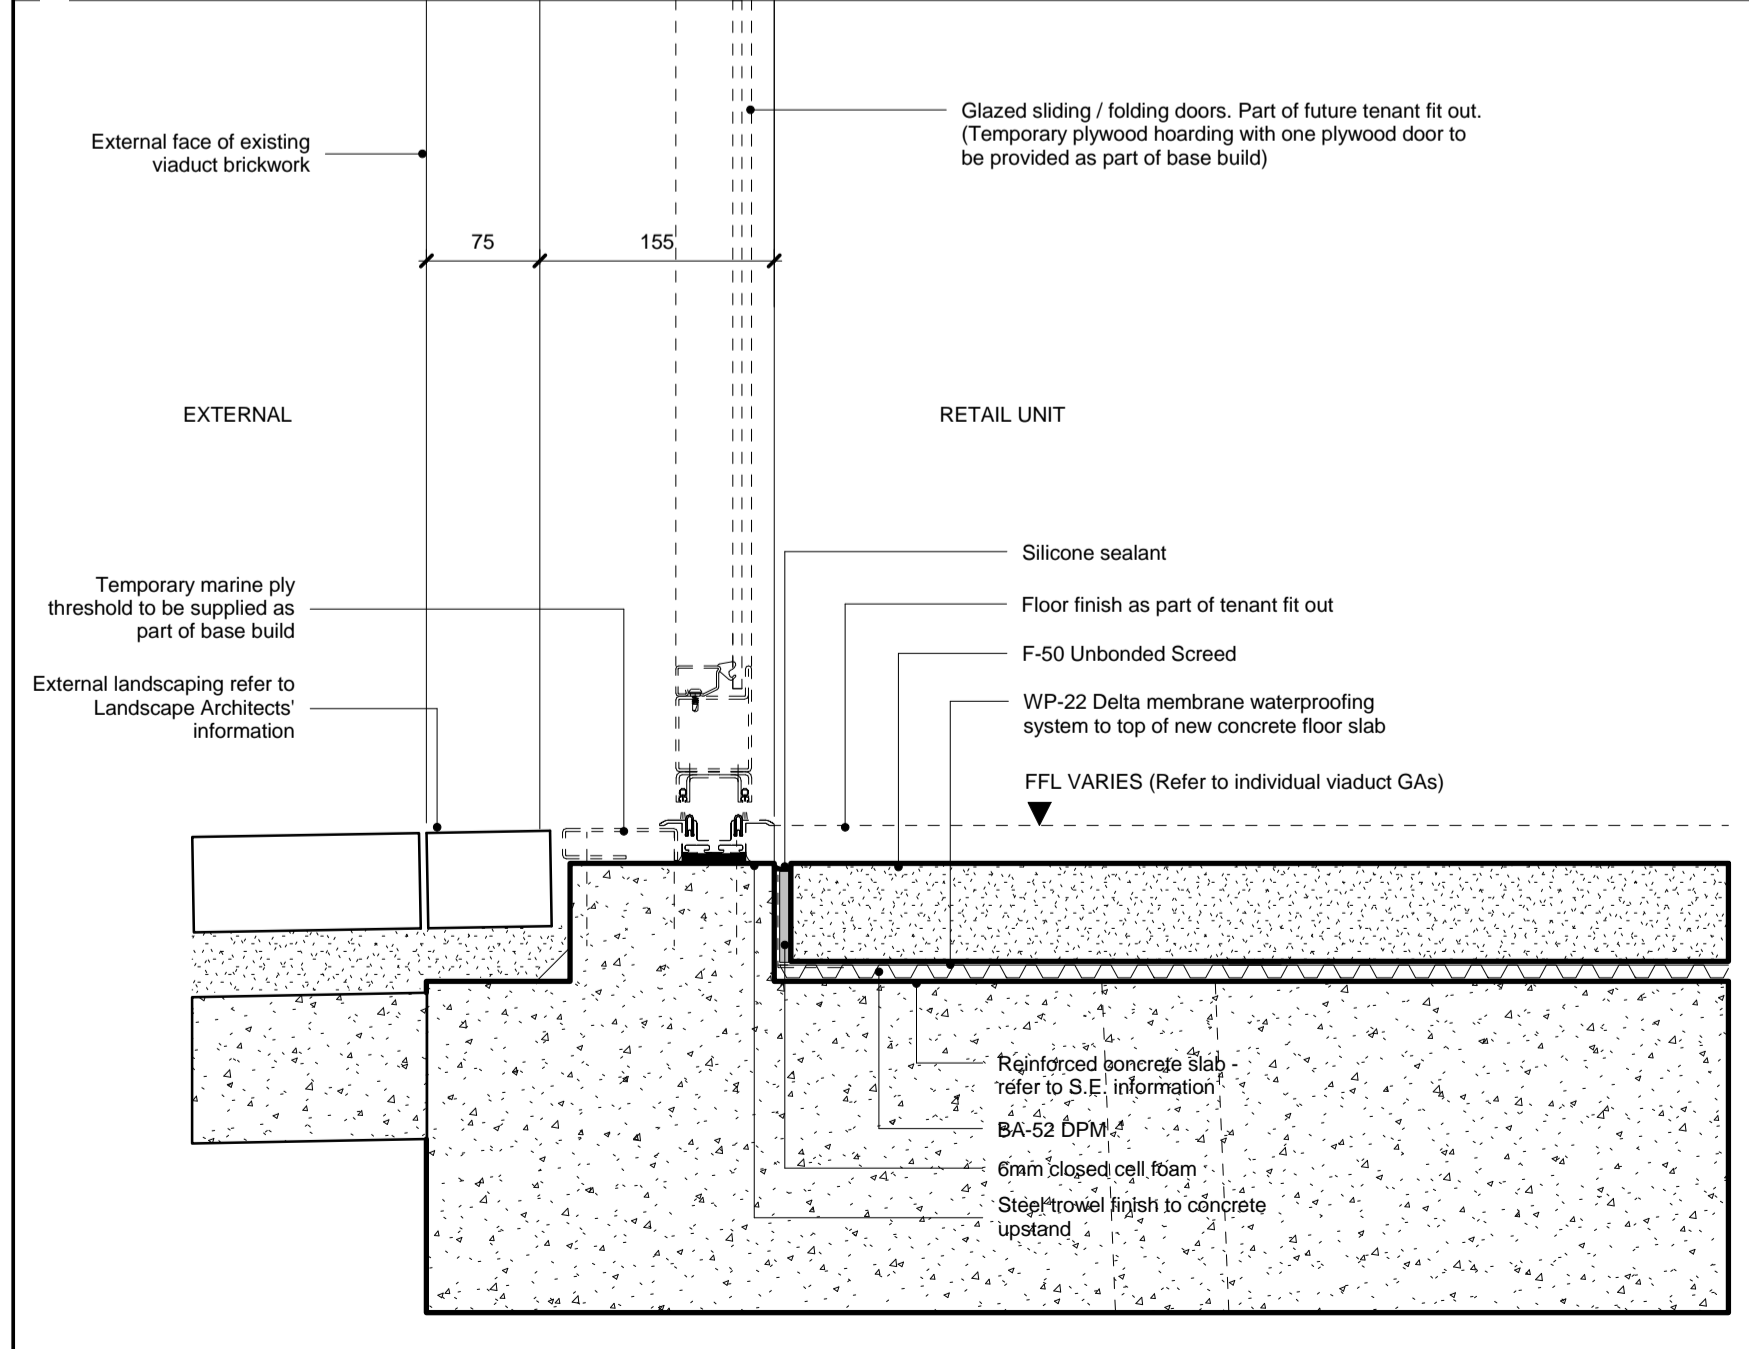 Glazed sliding / folding doors. Part of future tenant fit out.
(Temporary plywood hoarding with one plywood door to
be provided as part of base build)
External face of existing
viaduct brickwork
75
155
EXTERNAL
RETAIL UNIT
Silicone sealant
Temporary marine ply
threshold to be supplied as
part of base build
Floor finish as part of tenant fit out
F-50 Unbonded Screed
External landscaping refer to
Landscape Architects'
information
WP-22 Delta membrane waterproofing
system to top of new concrete floor slab
FFL VARIES (Refer to individual viaduct GAs)
Reinforced concrete slab -
refer to S.E. information
BA-52 DPM
6mm closed cell foam
Steel trowel finish to concrete
upstand